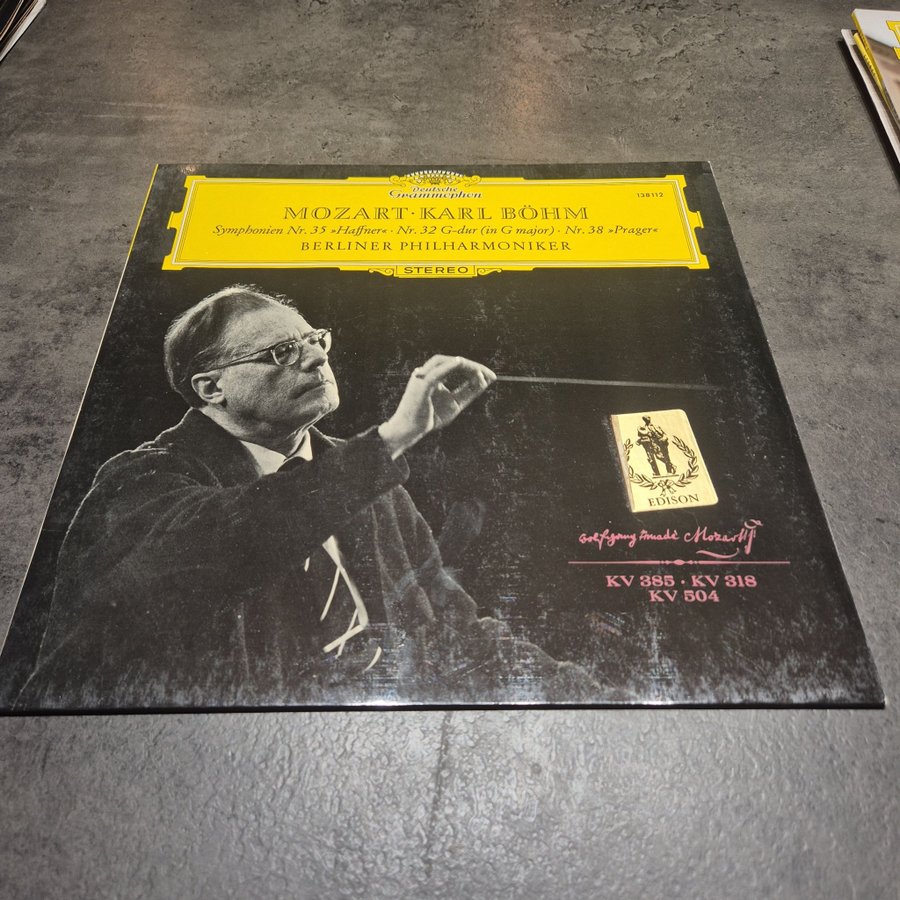 Deutsche
Grammophon
138112
MOZART · KARL BÖHM
Symphonien Nr. 35 »Haffner« · Nr. 32 G-dur (in G major) · Nr. 38 »Prager«
BERLINER PHILHARMONIKER
STEREO
EDISON
Wolfgang Amadè Mozart
KV 385 · KV 318
KV 504